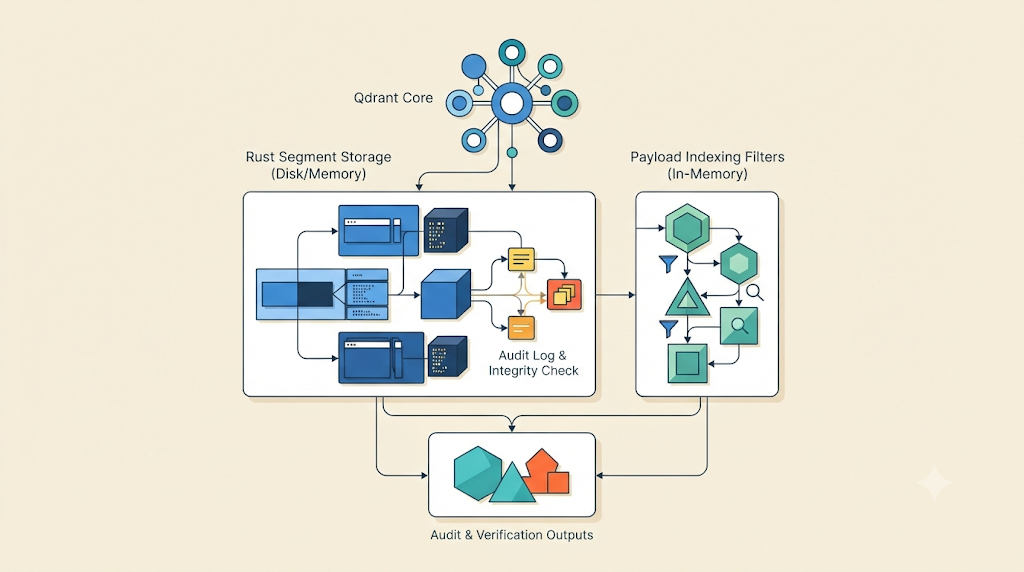 Qdrant Core
Rust Segment Storage
(Disk/Memory)
Payload Indexing Filters
(In-Memory)
Audit Log &
Integrity Check
Audit & Verification Outputs